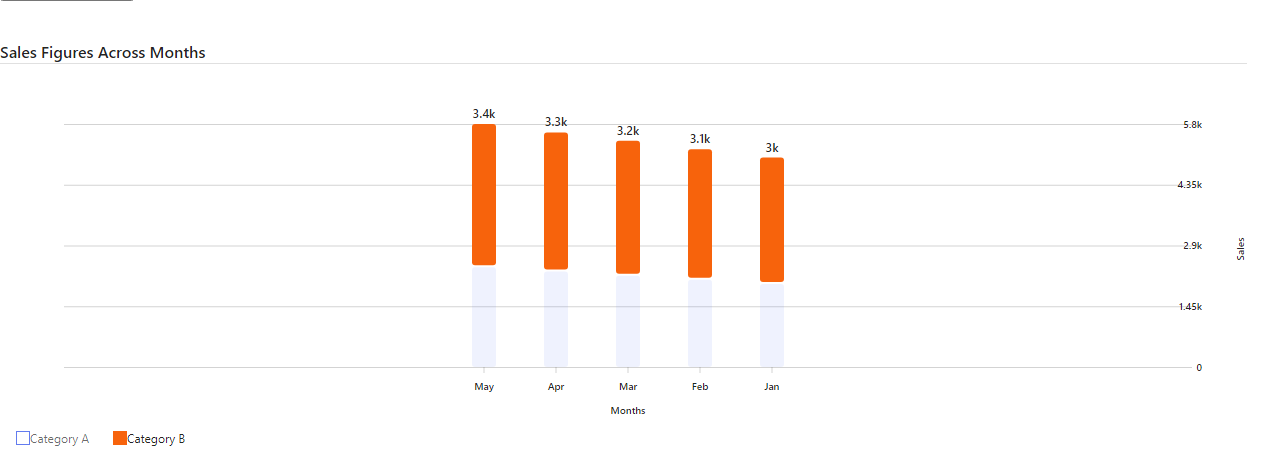 Sales Figures Across Months
3.4k
3.3k
3.2k
3.1k
3k
5.8k
4.35k
2.9k
1.45k
0
Sales
May Apr Mar Feb Jan
Months
Category A Category B